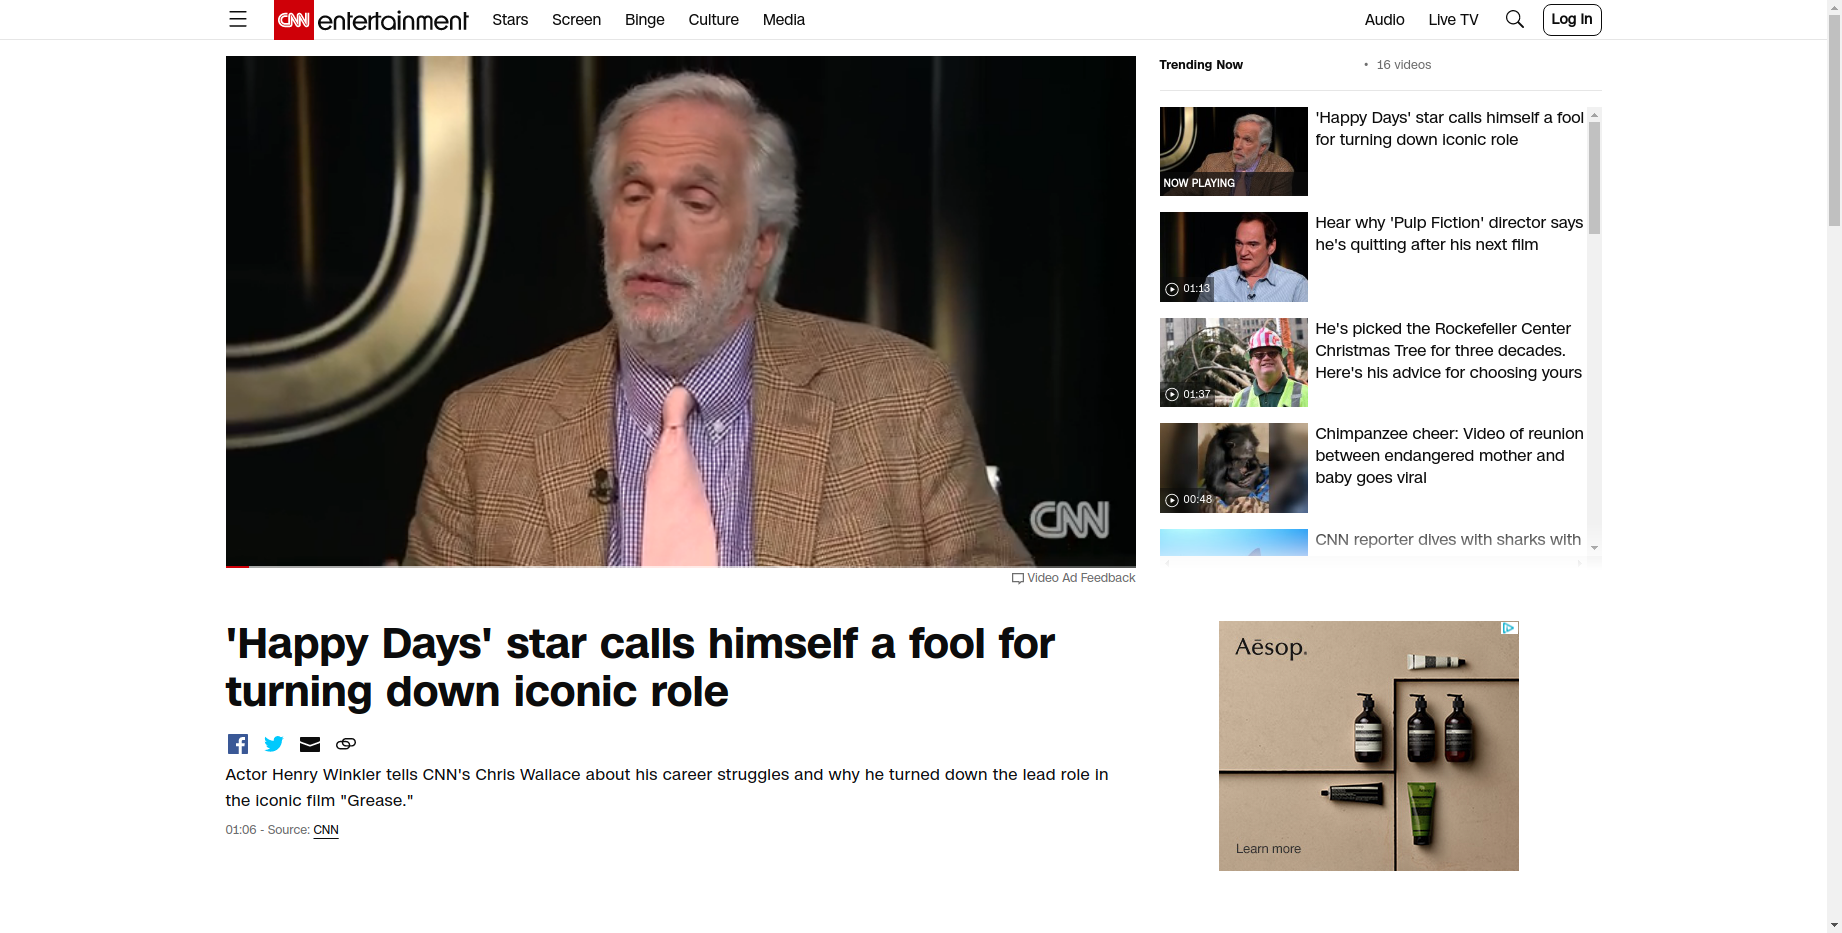 CNN entertainment Stars Screen Binge Culture Media Audio Live TV Log In
CNN
Video Ad Feedback
'Happy Days' star calls himself a fool for
turning down iconic role
Actor Henry Winkler tells CNN's Chris Wallace about his career struggles and why he turned down the lead role in
the iconic film "Grease."
01:06 - Source: CNN
Trending Now • 16 videos
'Happy Days' star calls himself a fool
for turning down iconic role
NOW PLAYING
Hear why 'Pulp Fiction' director says
he's quitting after his next film
01:13
He's picked the Rockefeller Center
Christmas Tree for three decades.
Here's his advice for choosing yours
01:37
Chimpanzee cheer: Video of reunion
between endangered mother and
baby goes viral
00:48
CNN reporter dives with sharks with
Aēsop.
Learn more